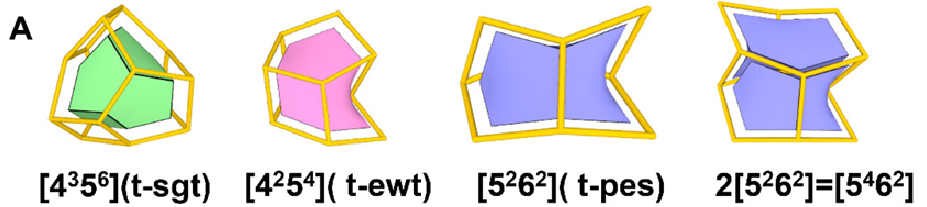 A
[4³5⁶](t-sgt) [4²5⁴]( t-ewt) [5²6²]( t-pes) 2[5²6²]=[5⁴6²]